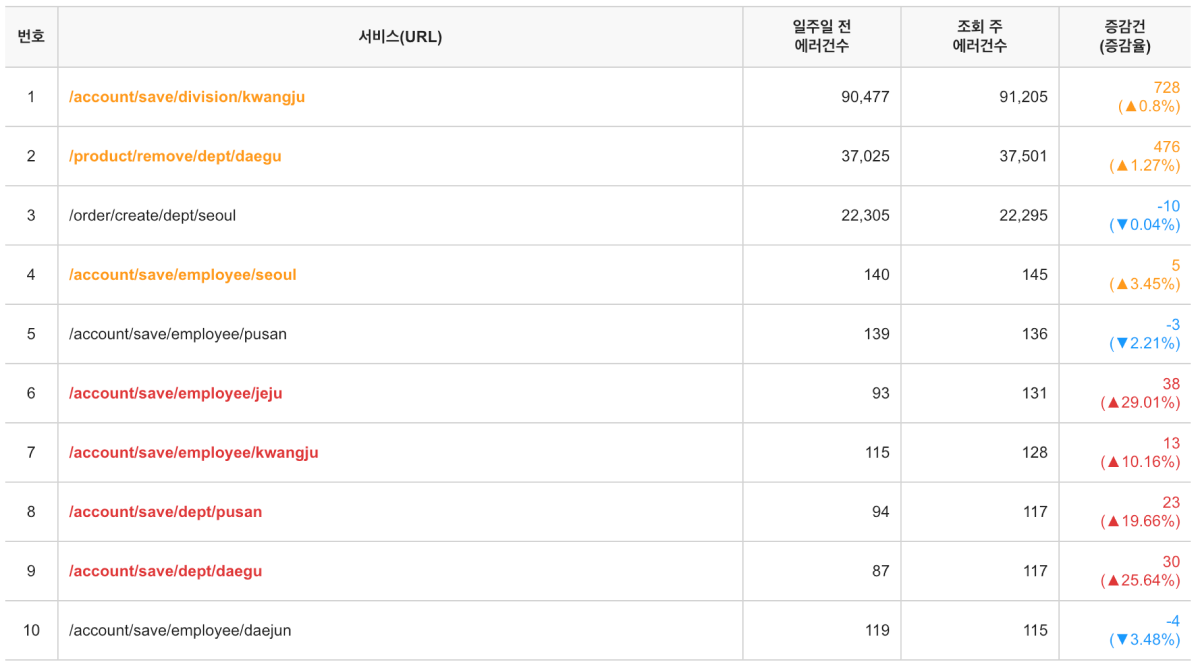 번호
서비스(URL)
일주일 전
에러건수
조회 주
에러건수
증감건
(증감율)
1
/account/save/division/kwangju
90,477
91,205
728
(▲0.8%)
2
/product/remove/dept/daegu
37,025
37,501
476
(▲1.27%)
3
/order/create/dept/seoul
22,305
22,295
-10
(▼0.04%)
4
/account/save/employee/seoul
140
145
5
(▲3.45%)
5
/account/save/employee/pusan
139
136
-3
(▼2.21%)
6
/account/save/employee/jeju
93
131
38
(▲29.01%)
7
/account/save/employee/kwangju
115
128
13
(▲10.16%)
8
/account/save/dept/pusan
94
117
23
(▲19.66%)
9
/account/save/dept/daegu
87
117
30
(▲25.64%)
10
/account/save/employee/daejun
119
115
-4
(▼3.48%)